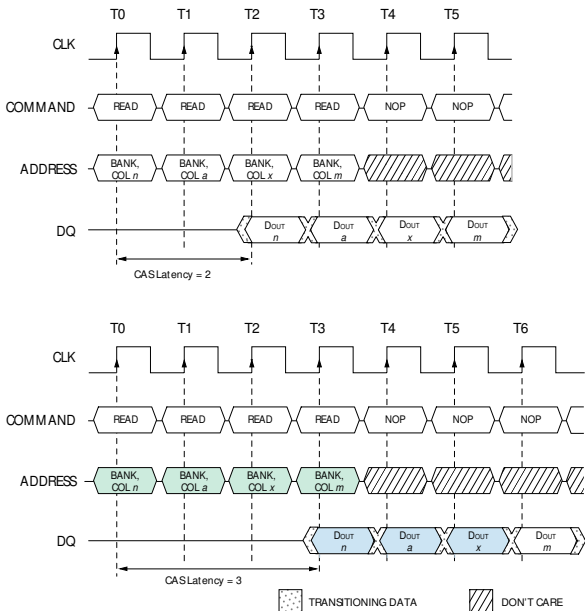 T0 T1 T2 T3 T4 T5
CLK
COMMAND READ READ READ READ NOP NOP
ADDRESS BANK, COL n BANK, COL a BANK, COL x BANK, COL m
DQ DOUT n DOUT a DOUT x DOUT m
CAS Latency = 2
T0 T1 T2 T3 T4 T5 T6
CLK
COMMAND READ READ READ READ NOP NOP NOP
ADDRESS BANK, COL n BANK, COL a BANK, COL x BANK, COL m
DQ DOUT n DOUT a DOUT x DOUT m
CAS Latency = 3
TRANSITIONING DATA DON'T CARE